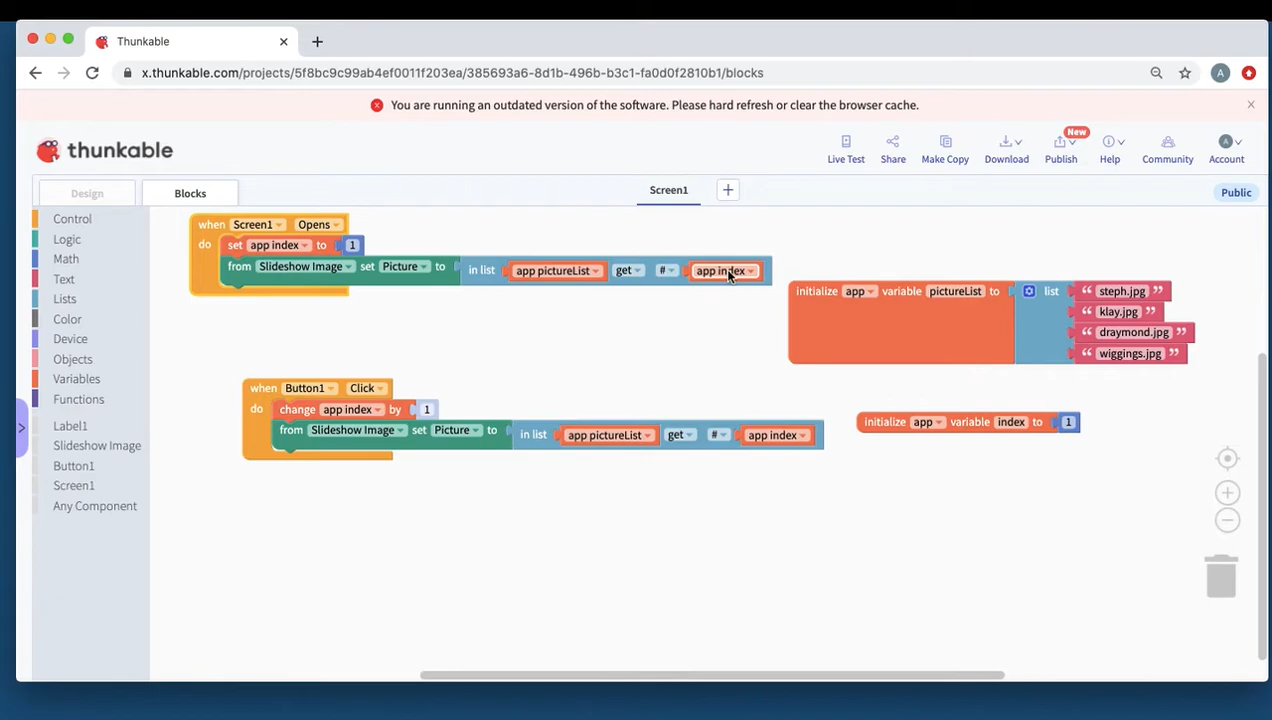 Thunkable
x.thunkable.com/projects/5f8bc9c99ab4ef0011f203ea/385693a6-8d1b-496b-b3c1-fa0d0f2810b1/blocks
A
You are running an outdated version of the software. Please hard refresh or clear the browser cache.
thunkable
New
Live Test Share Make Copy Download Publish Help Community Account
A
Design Blocks Screen1 Public
Control
Logic
Math
Text
Lists
Color
Device
Objects
Variables
Functions
Label1
Slideshow Image
Button1
Screen1
Any Component
when Screen1 Opens
do set app index to 1
from Slideshow Image set Picture to in list app pictureList get # app index
initialize app variable pictureList to list “ steph.jpg ”
“ klay.jpg ”
“ draymond.jpg ”
“ wiggings.jpg ”
when Button1 Click
do change app index by 1
from Slideshow Image set Picture to in list app pictureList get # app index
initialize app variable index to 1